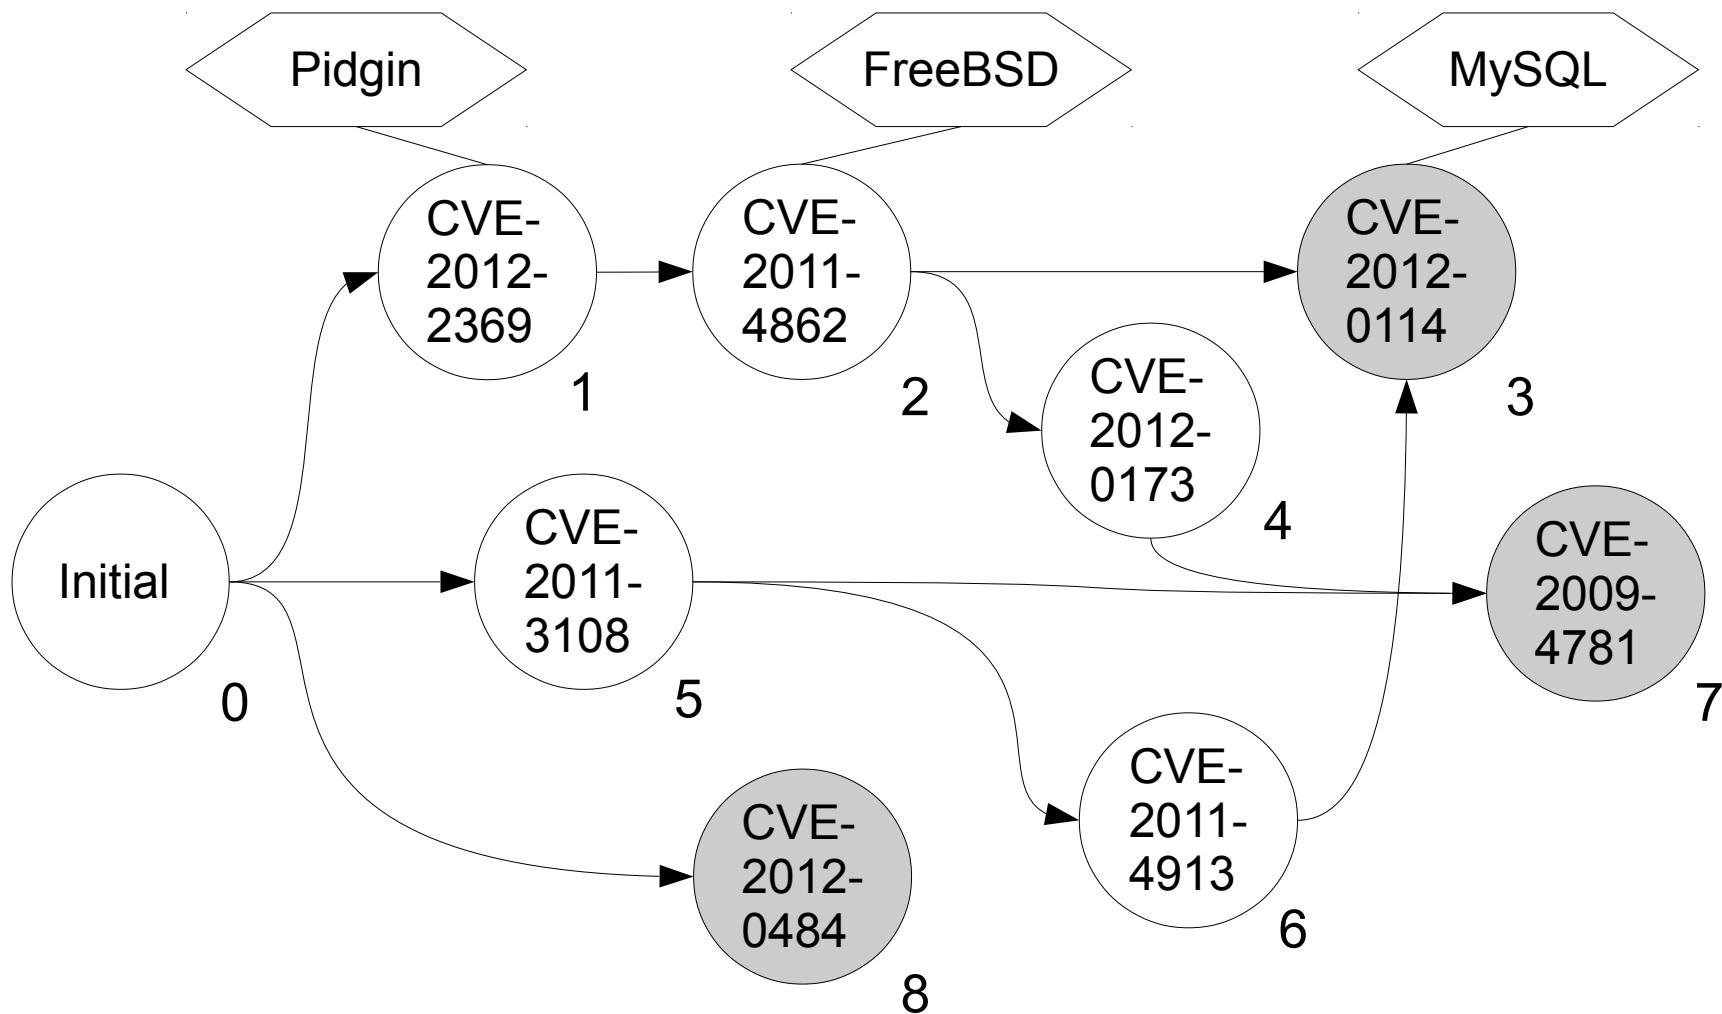 Pidgin
FreeBSD
MySQL
CVE-
2012-
2369
1
CVE-
2011-
4862
2
CVE-
2012-
0114
3
CVE-
2012-
0173
4
Initial
0
CVE-
2011-
3108
5
CVE-
2009-
4781
7
CVE-
2011-
4913
6
CVE-
2012-
0484
8